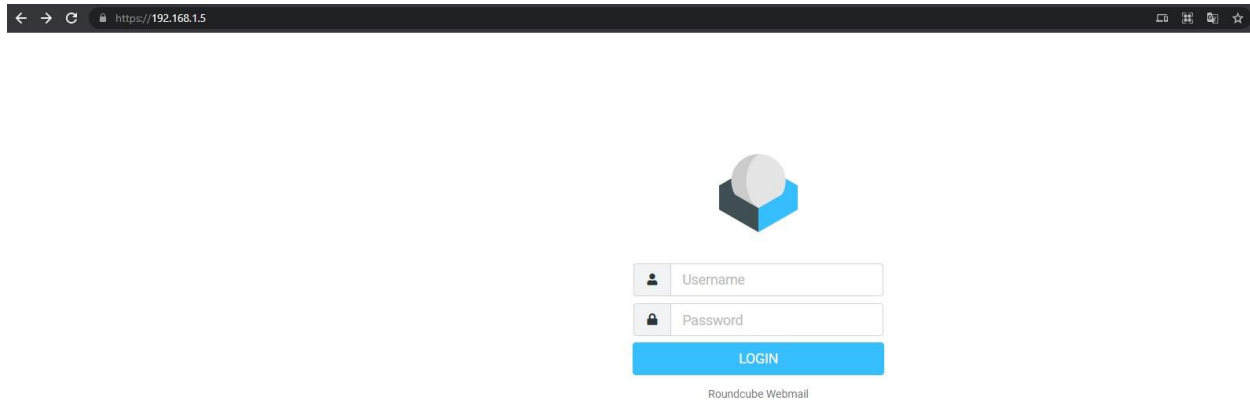 https://192.168.1.5
Username
Password
LOGIN
Roundcube Webmail